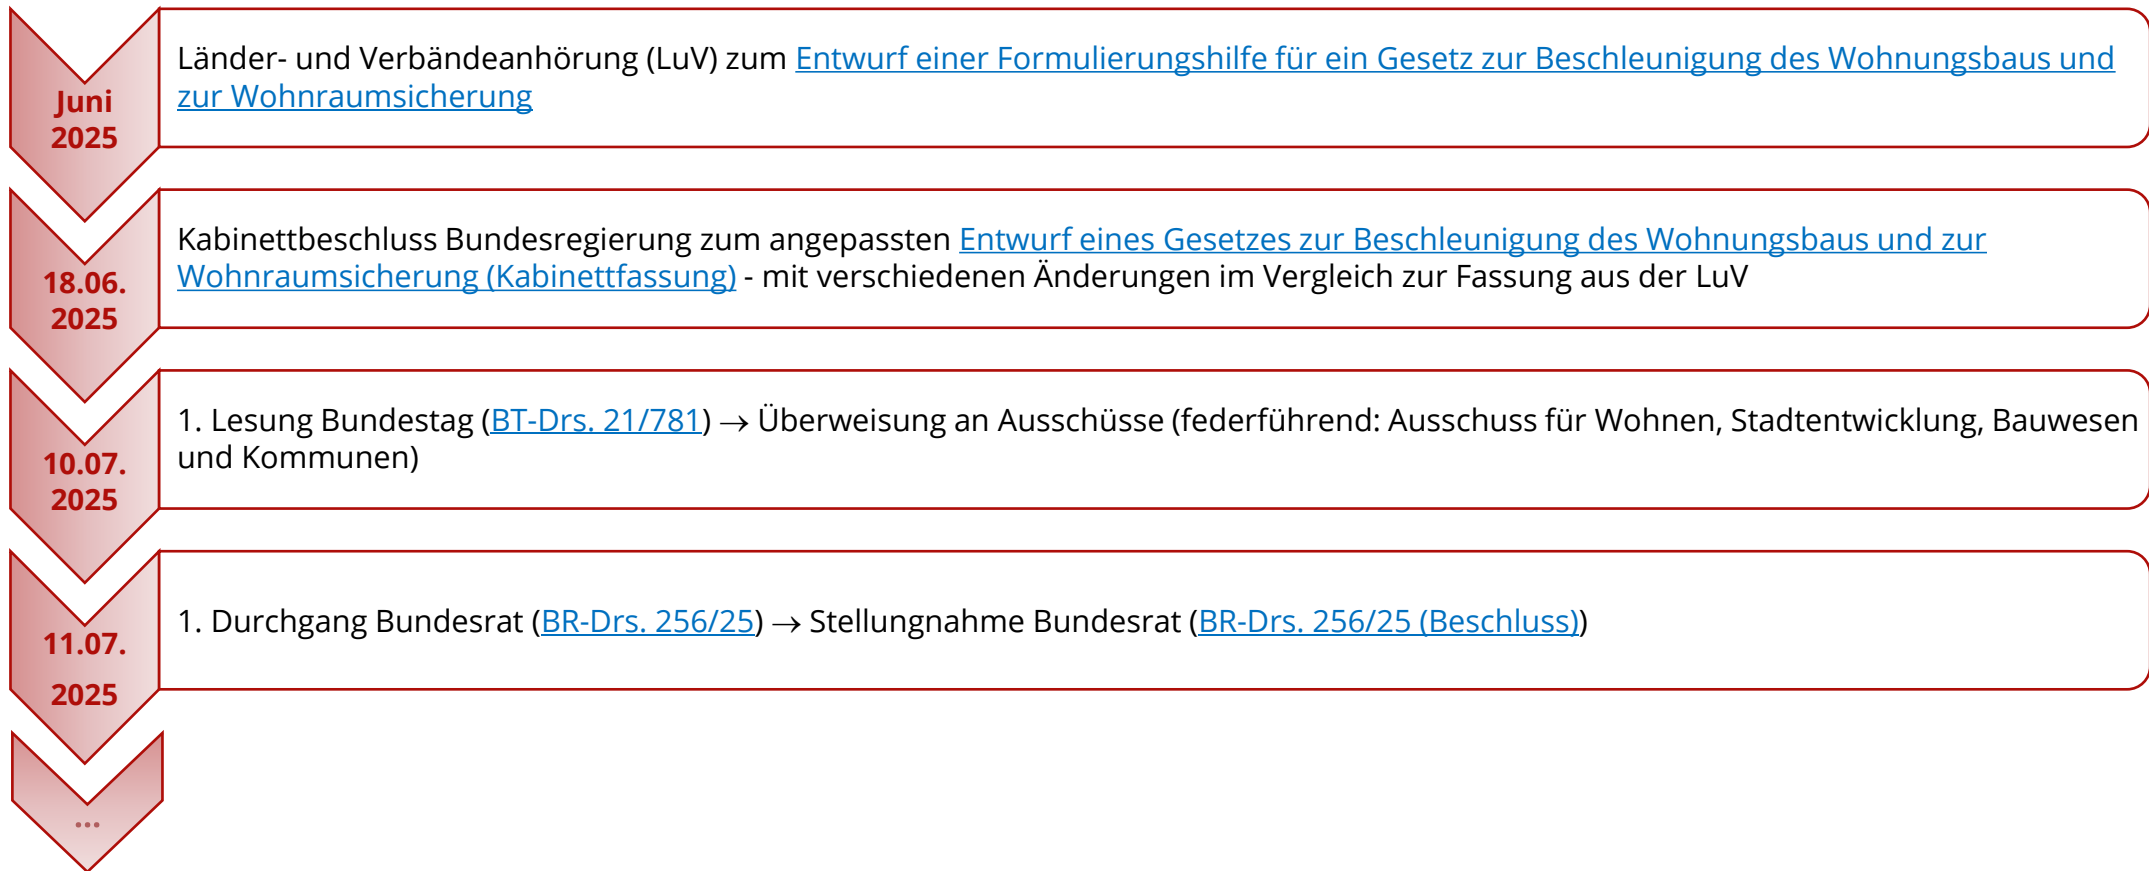 Juni
2025
Länder- und Verbändeanhörung (LuV) zum Entwurf einer Formulierungshilfe für ein Gesetz zur Beschleunigung des Wohnungsbaus und
zur Wohnraumsicherung
18.06.
2025
Kabinettbeschluss Bundesregierung zum angepassten Entwurf eines Gesetzes zur Beschleunigung des Wohnungsbaus und zur
Wohnraumsicherung (Kabinettfassung) - mit verschiedenen Änderungen im Vergleich zur Fassung aus der LuV
10.07.
2025
1. Lesung Bundestag (BT-Drs. 21/781) → Überweisung an Ausschüsse (federführend: Ausschuss für Wohnen, Stadtentwicklung, Bauwesen
und Kommunen)
11.07.
2025
1. Durchgang Bundesrat (BR-Drs. 256/25) → Stellungnahme Bundesrat (BR-Drs. 256/25 (Beschluss))
...